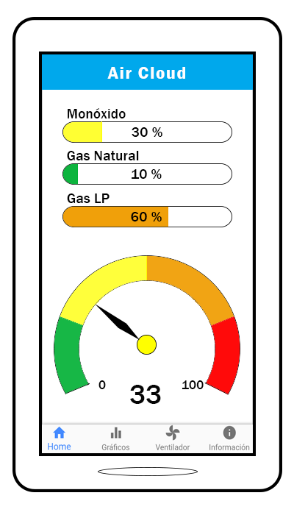 Air Cloud
Monóxido
30 %
Gas Natural
10 %
Gas LP
60 %
0
33
100
Home
Gráficos
Ventilador
Información